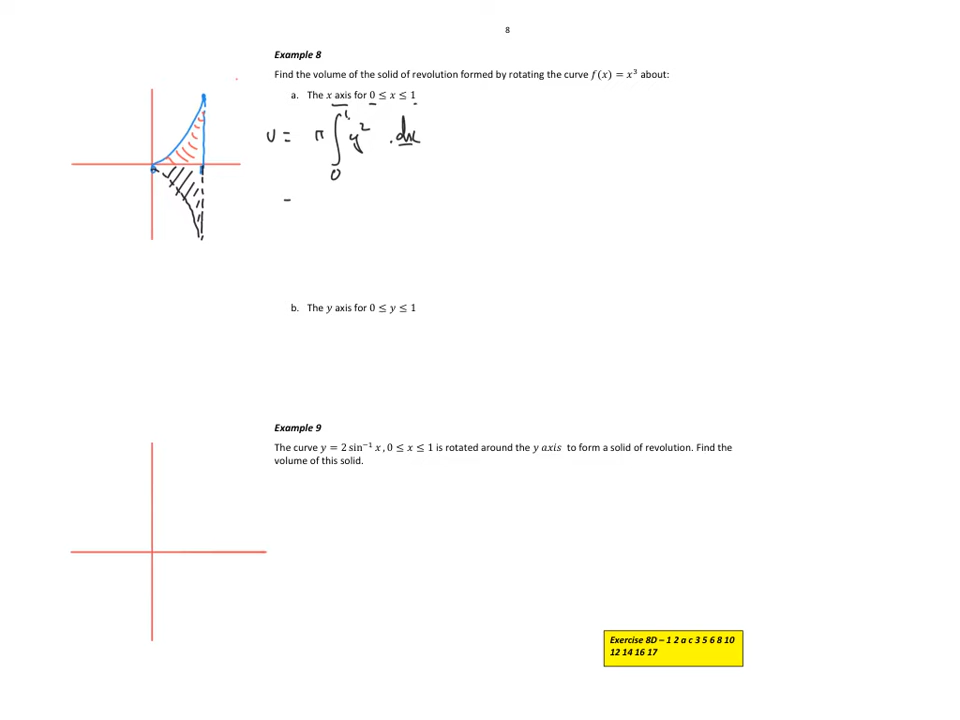 8
Example 8
Find the volume of the solid of revolution formed by rotating the curve f(x) = x³ about:
a. The x axis for 0 ≤ x ≤ 1
V = π ∫₀¹ y² . dx
=
b. The y axis for 0 ≤ y ≤ 1
Example 9
The curve y = 2 sin⁻¹ x , 0 ≤ x ≤ 1 is rotated around the y axis to form a solid of revolution. Find the
volume of this solid.
Exercise 8D – 1 2 a c 3 5 6 8 10
12 14 16 17